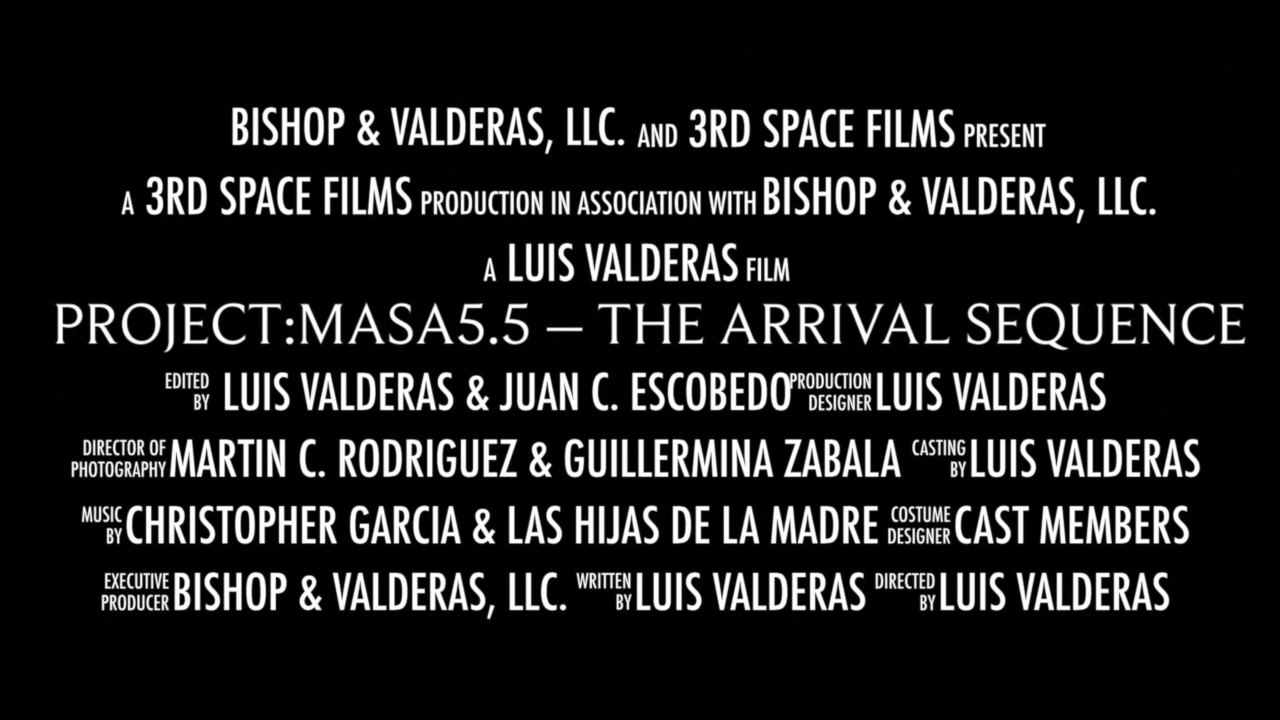 BISHOP & VALDERAS, LLC. AND 3RD SPACE FILMS PRESENT
A 3RD SPACE FILMS PRODUCTION IN ASSOCIATION WITH BISHOP & VALDERAS, LLC.
A LUIS VALDERAS FILM
PROJECT:MASA5.5 – THE ARRIVAL SEQUENCE
EDITED BY LUIS VALDERAS & JUAN C. ESCOBEDO PRODUCTION DESIGNER LUIS VALDERAS
DIRECTOR OF PHOTOGRAPHY MARTIN C. RODRIGUEZ & GUILLERMINA ZABALA CASTING BY LUIS VALDERAS
MUSIC BY CHRISTOPHER GARCIA & LAS HIJAS DE LA MADRE COSTUME DESIGNER CAST MEMBERS
EXECUTIVE PRODUCER BISHOP & VALDERAS, LLC. WRITTEN BY LUIS VALDERAS DIRECTED BY LUIS VALDERAS